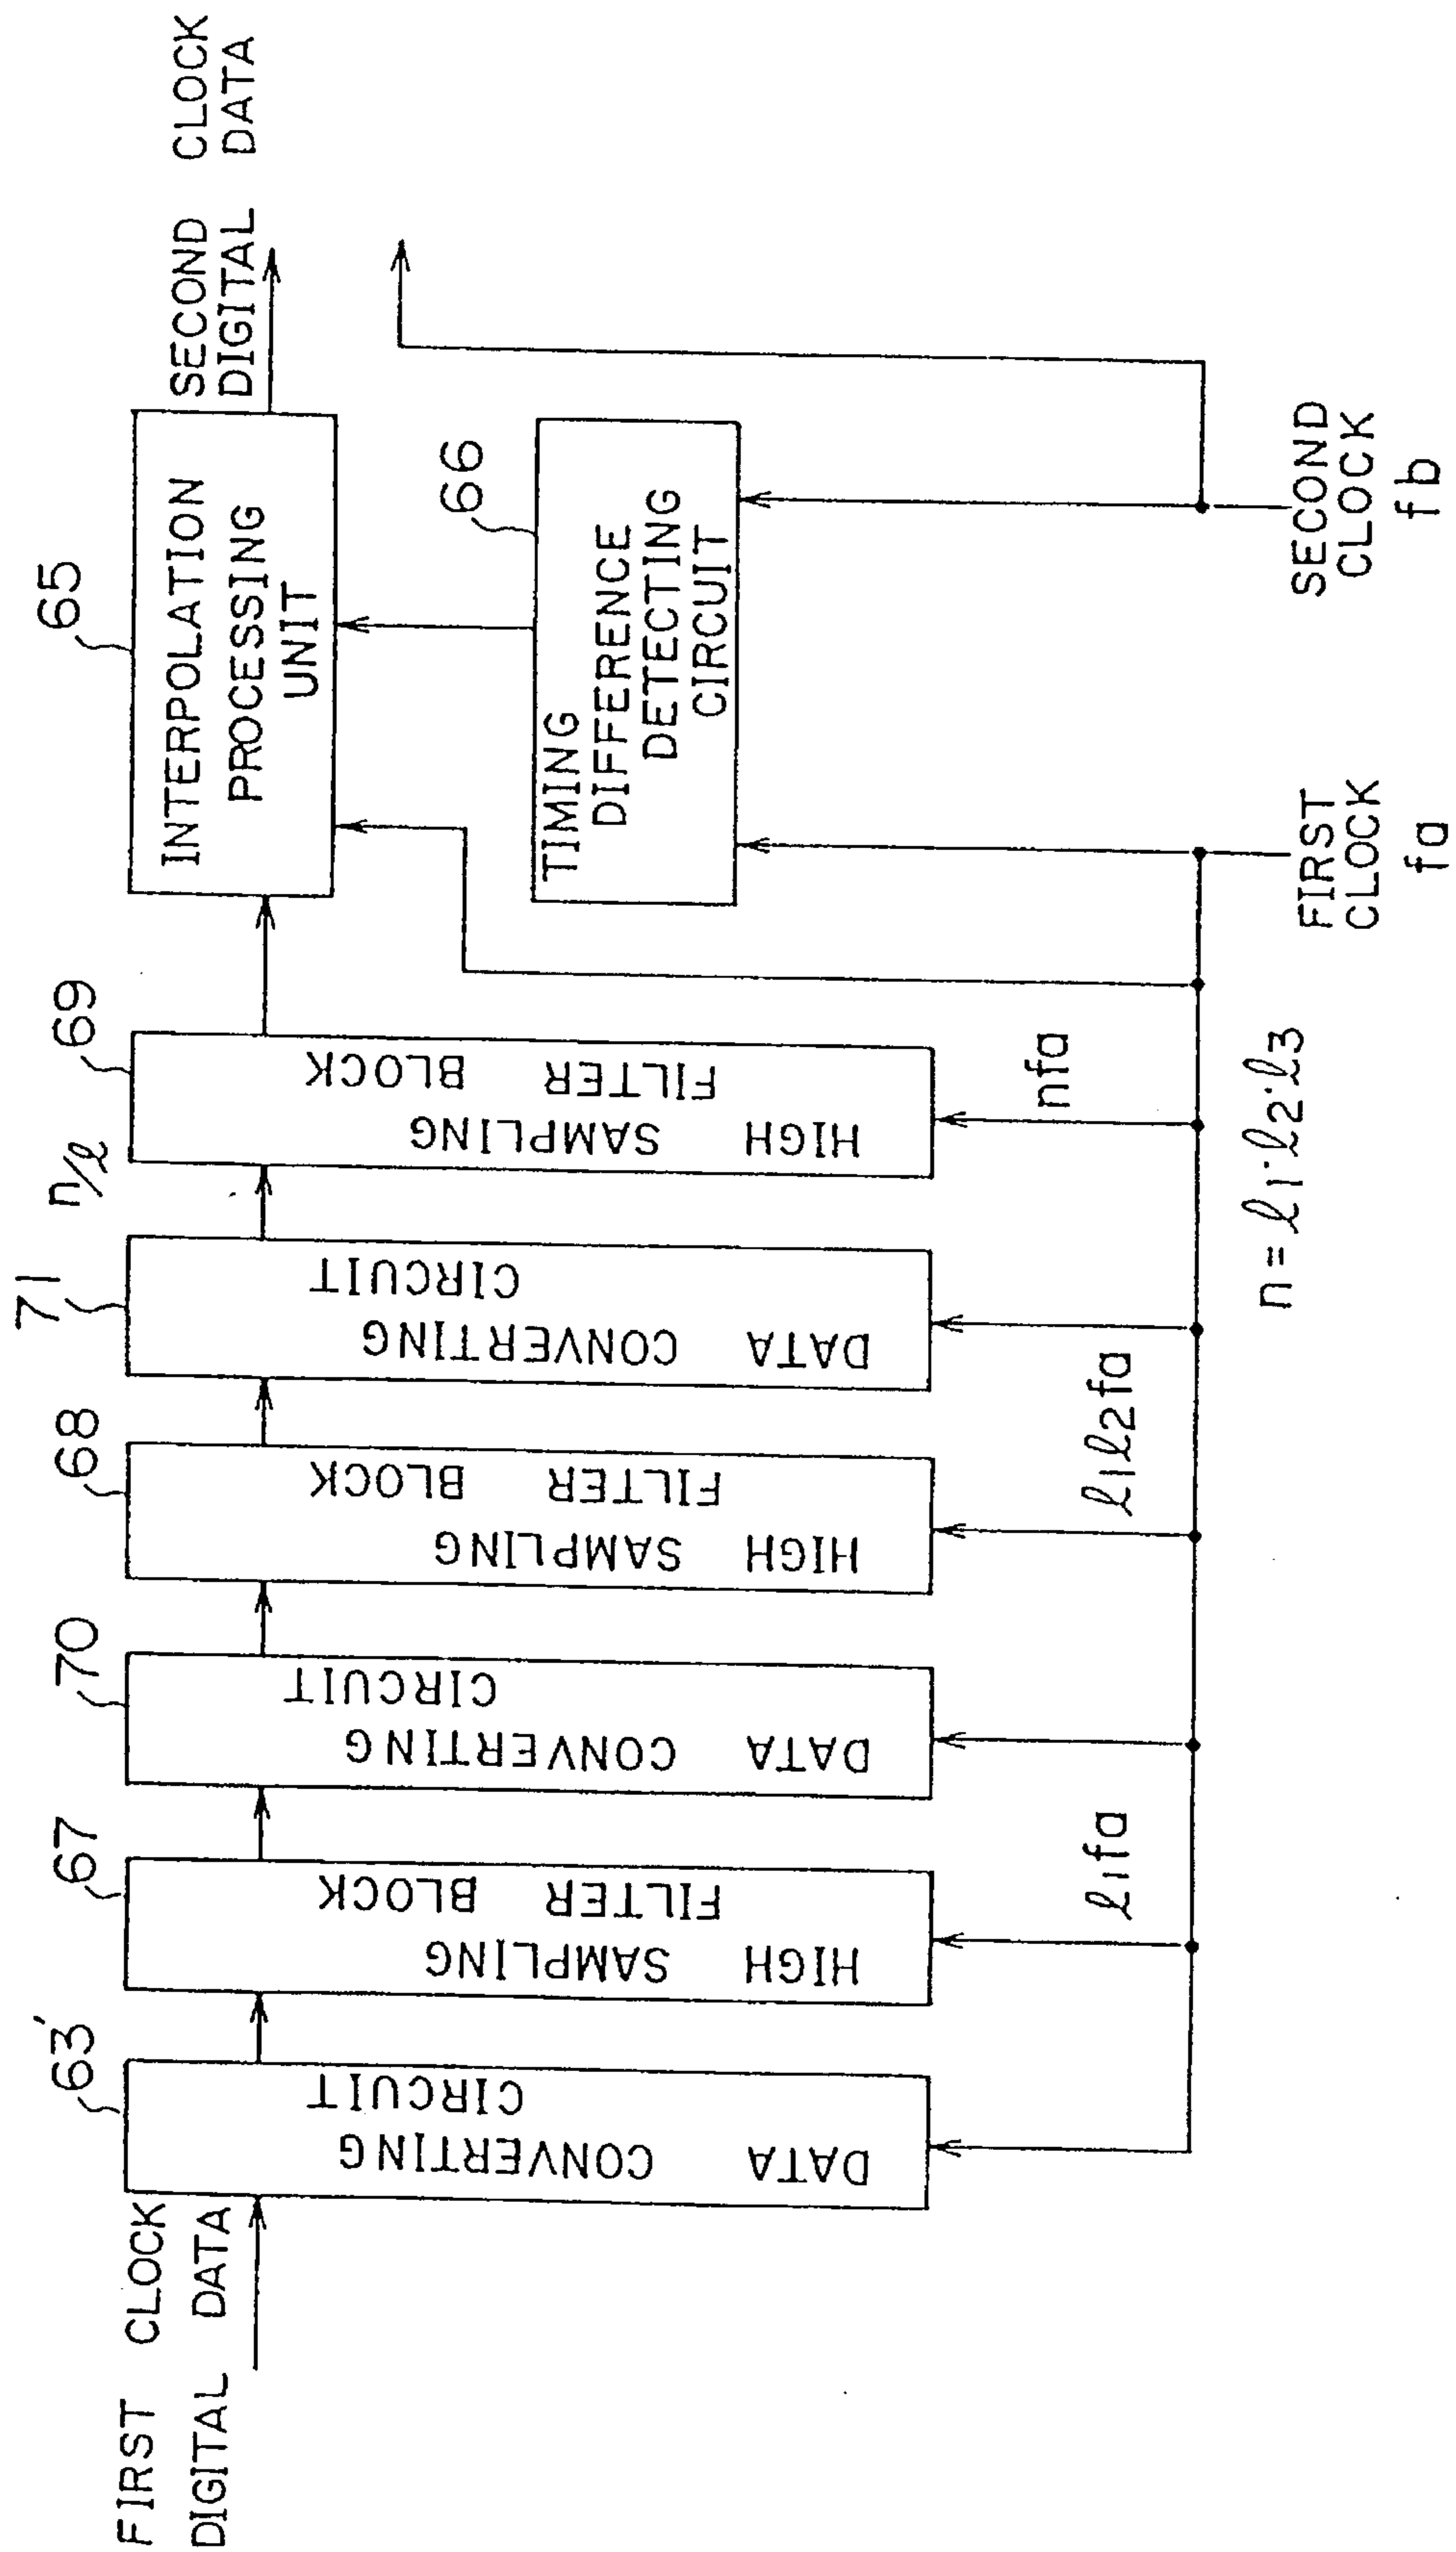 FIRST CLOCK
DIGITAL DATA
63'
DATA CONVERTING
CIRCUIT
67
HIGH SAMPLING
FILTER BLOCK
ℓ1fa
70
DATA CONVERTING
CIRCUIT
68
HIGH SAMPLING
FILTER BLOCK
ℓ1ℓ2fa
71
DATA CONVERTING
CIRCUIT
n/ℓ
69
HIGH SAMPLING
FILTER BLOCK
nfa
n=ℓ1·ℓ2·ℓ3
65
INTERPOLATION
PROCESSING
UNIT
66
TIMING
DIFFERENCE
DETECTING
CIRCUIT
FIRST
CLOCK
fa
SECOND
CLOCK
fb
SECOND CLOCK
DIGITAL DATA